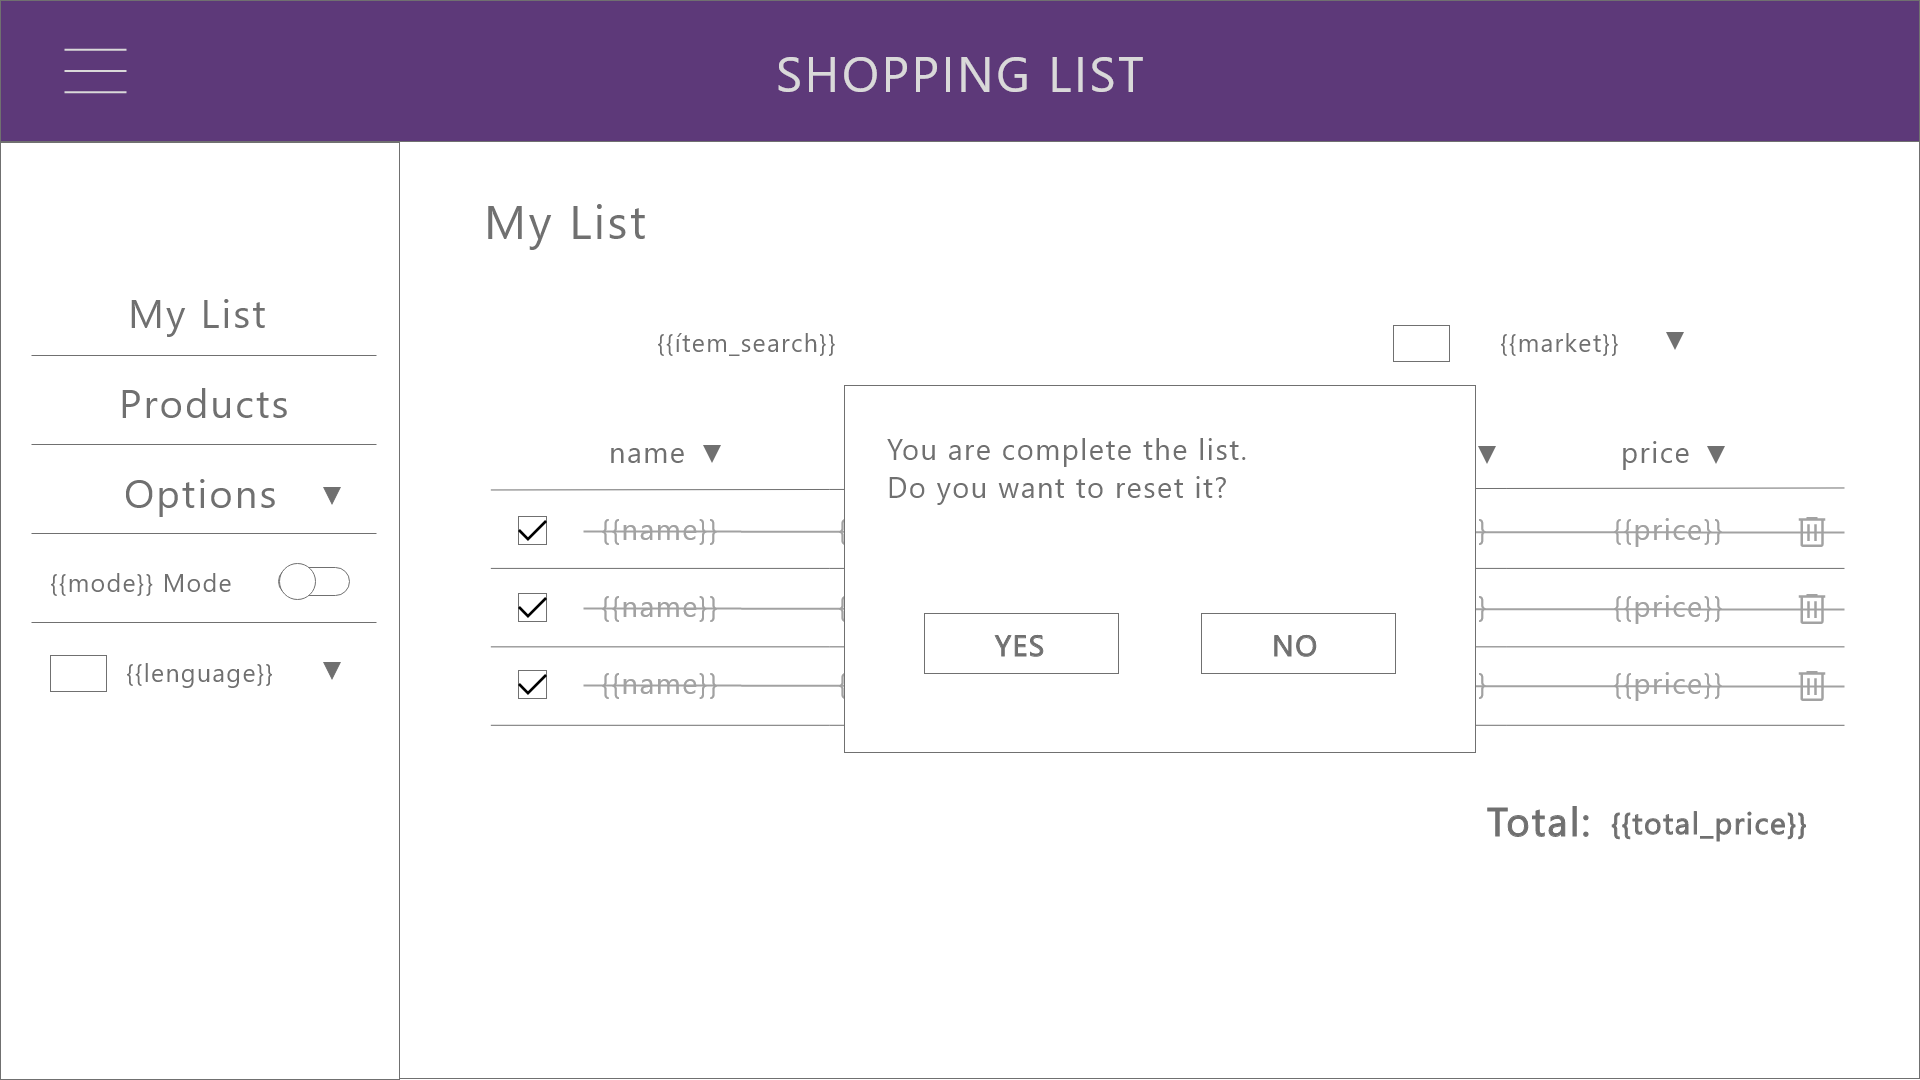 SHOPPING LIST
My List
Products
Options ▼
{{mode}} Mode
{{lenguage}} ▼
My List
{{ítem_search}}
{{market}} ▼
name ▼
▼
price ▼
{{name}}
{{price}}
{{name}}
{{price}}
{{name}}
{{price}}
You are complete the list.
Do you want to reset it?
YES
NO
Total: {{total_price}}